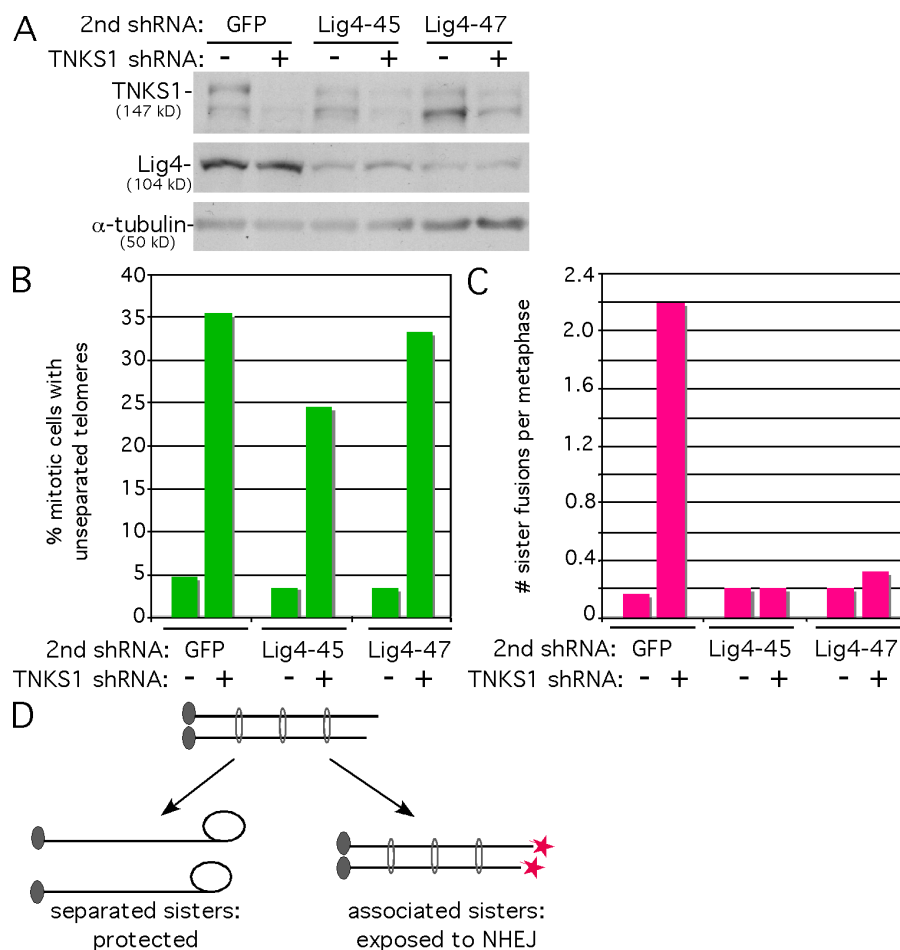 A
2nd shRNA: GFP Lig4-45 Lig4-47
TNKS1 shRNA: - + - + - +
TNKS1-
(147 kD)
Lig4-
(104 kD)
α-tubulin-
(50 kD)
B
% mitotic cells with
unseparated telomeres
40
35
30
25
20
15
10
5
0
2nd shRNA: GFP Lig4-45 Lig4-47
TNKS1 shRNA: - + - + - +
C
# sister fusions per metaphase
2.4
2.0
1.6
1.2
0.8
0.4
0
2nd shRNA: GFP Lig4-45 Lig4-47
TNKS1 shRNA: - + - + - +
D
separated sisters:
protected
associated sisters:
exposed to NHEJ